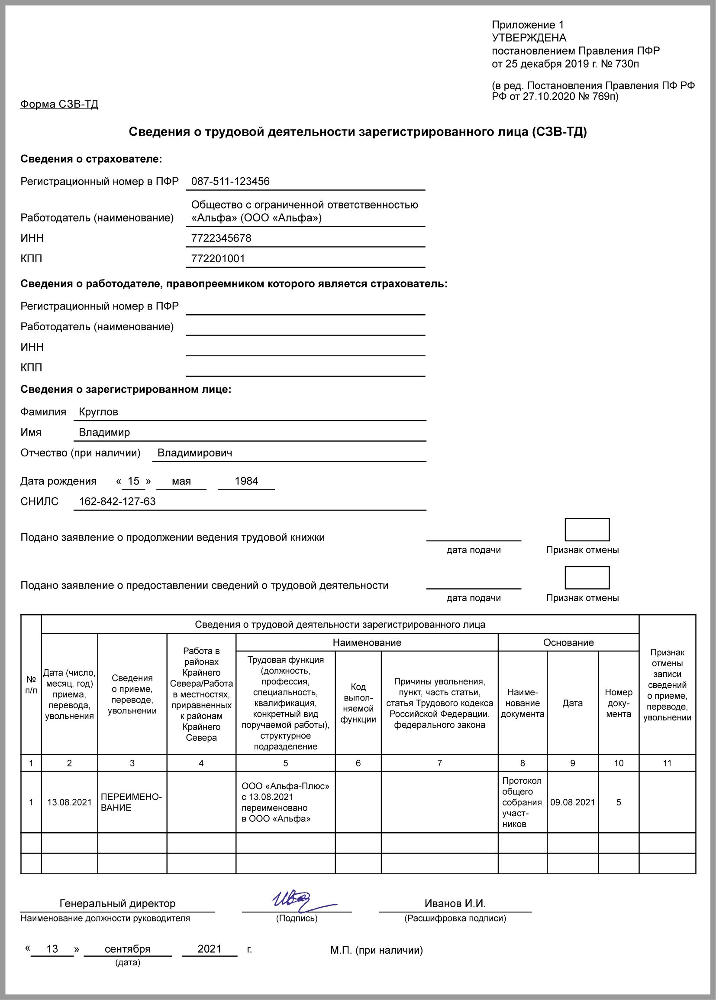 Приложение 1
УТВЕРЖДЕНА
постановлением Правления ПФР
от 25 декабря 2019 г. № 730п
(в ред. Постановления Правления ПФ РФ
РФ от 27.10.2020 № 769п)
Форма СЗВ-ТД
Сведения о трудовой деятельности зарегистрированного лица (СЗВ-ТД)
Сведения о страхователе:
Регистрационный номер в ПФР 087-511-123456
Общество с ограниченной ответственностью
Работодатель (наименование) «Альфа» (ООО «Альфа»)
ИНН 7722345678
КПП 772201001
Сведения о работодателе, правопреемником которого является страхователь:
Регистрационный номер в ПФР
Работодатель (наименование)
ИНН
КПП
Сведения о зарегистрированном лице:
Фамилия Круглов
Имя Владимир
Отчество (при наличии) Владимирович
Дата рождения « 15 » мая 1984
СНИЛС 162-842-127-63
Подано заявление о продолжении ведения трудовой книжки
дата подачи Признак отмены
Подано заявление о предоставлении сведений о трудовой деятельности
дата подачи Признак отмены
№
п/п
Сведения о трудовой деятельности зарегистрированного лица
Дата (число,
месяц, год)
приема,
перевода,
увольнения
Сведения
о приеме,
переводе,
увольнении
Работа в
районах
Крайнего
Севера/Работа
в местностях,
приравненных
к районам
Крайнего
Севера
Наименование
Трудовая функция
(должность,
профессия,
специальность,
квалификация,
конкретный вид
поручаемой работы),
структурное
подразделение
Код
выпол-
няемой
функции
Причины увольнения,
пункт, часть статьи,
статья Трудового кодекса
Российской Федерации,
федерального закона
Основание
Наиме-
нование
документа
Дата
Номер
доку-
мента
Признак
отмены
записи
сведений
о приеме,
переводе,
увольнении
1 2 3 4 5 6 7 8 9 10 11
1
13.08.2021
ПЕРЕИМЕНО-
ВАНИЕ
ООО «Альфа-Плюс»
с 13.08.2021
переименовано
в ООО «Альфа»
Протокол
общего
собрания
участ-
ников
09.08.2021
5
Генеральный директор Ива Иванов И.И.
Наименование должности руководителя (Подпись) (Расшифровка подписи)
« 13 » сентября 2021 г. М.П. (при наличии)
(дата)